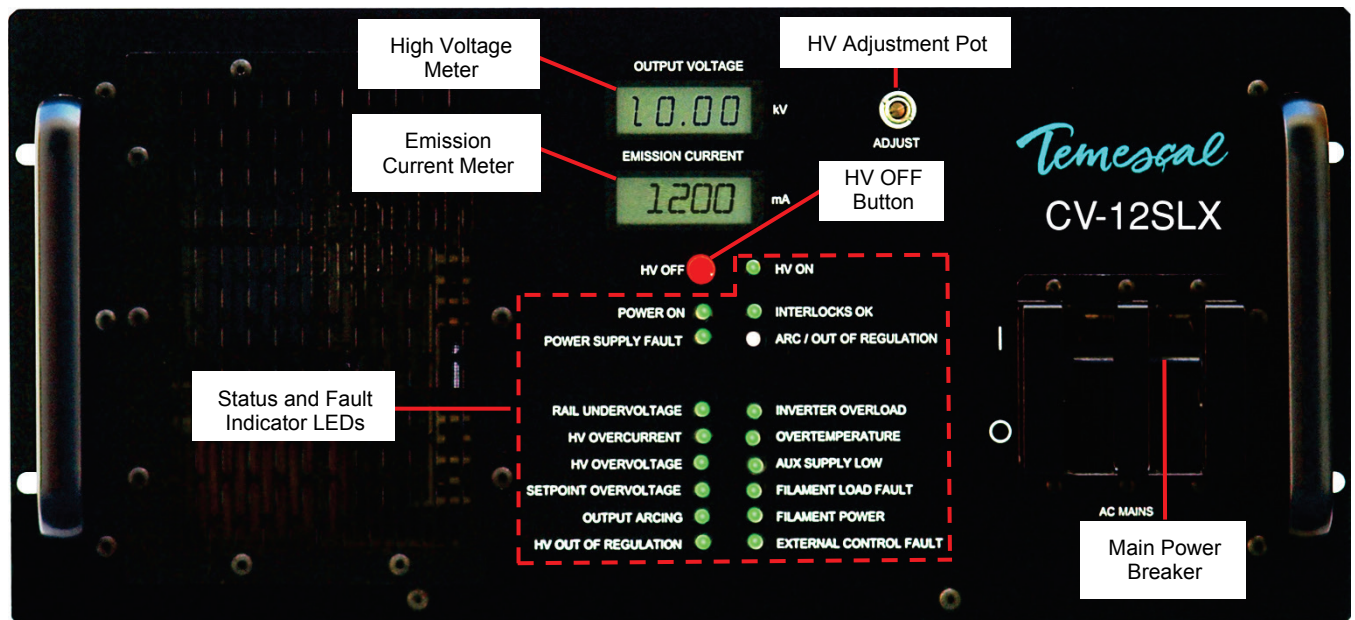 High Voltage
Meter
OUTPUT VOLTAGE
10.00
kV
HV Adjustment Pot
ADJUST
Emission
Current Meter
EMISSION CURRENT
1200
mA
HV OFF
Button
Temescal
CV-12SLX
HV OFF
HV ON
POWER ON
INTERLOCKS OK
POWER SUPPLY FAULT
ARC / OUT OF REGULATION
Status and Fault
Indicator LEDs
RAIL UNDERVOLTAGE
INVERTER OVERLOAD
HV OVERCURRENT
OVERTEMPERATURE
HV OVERVOLTAGE
AUX SUPPLY LOW
SETPOINT OVERVOLTAGE
FILAMENT LOAD FAULT
OUTPUT ARCING
FILAMENT POWER
HV OUT OF REGULATION
EXTERNAL CONTROL FAULT
I
O
AC MAINS
Main Power
Breaker